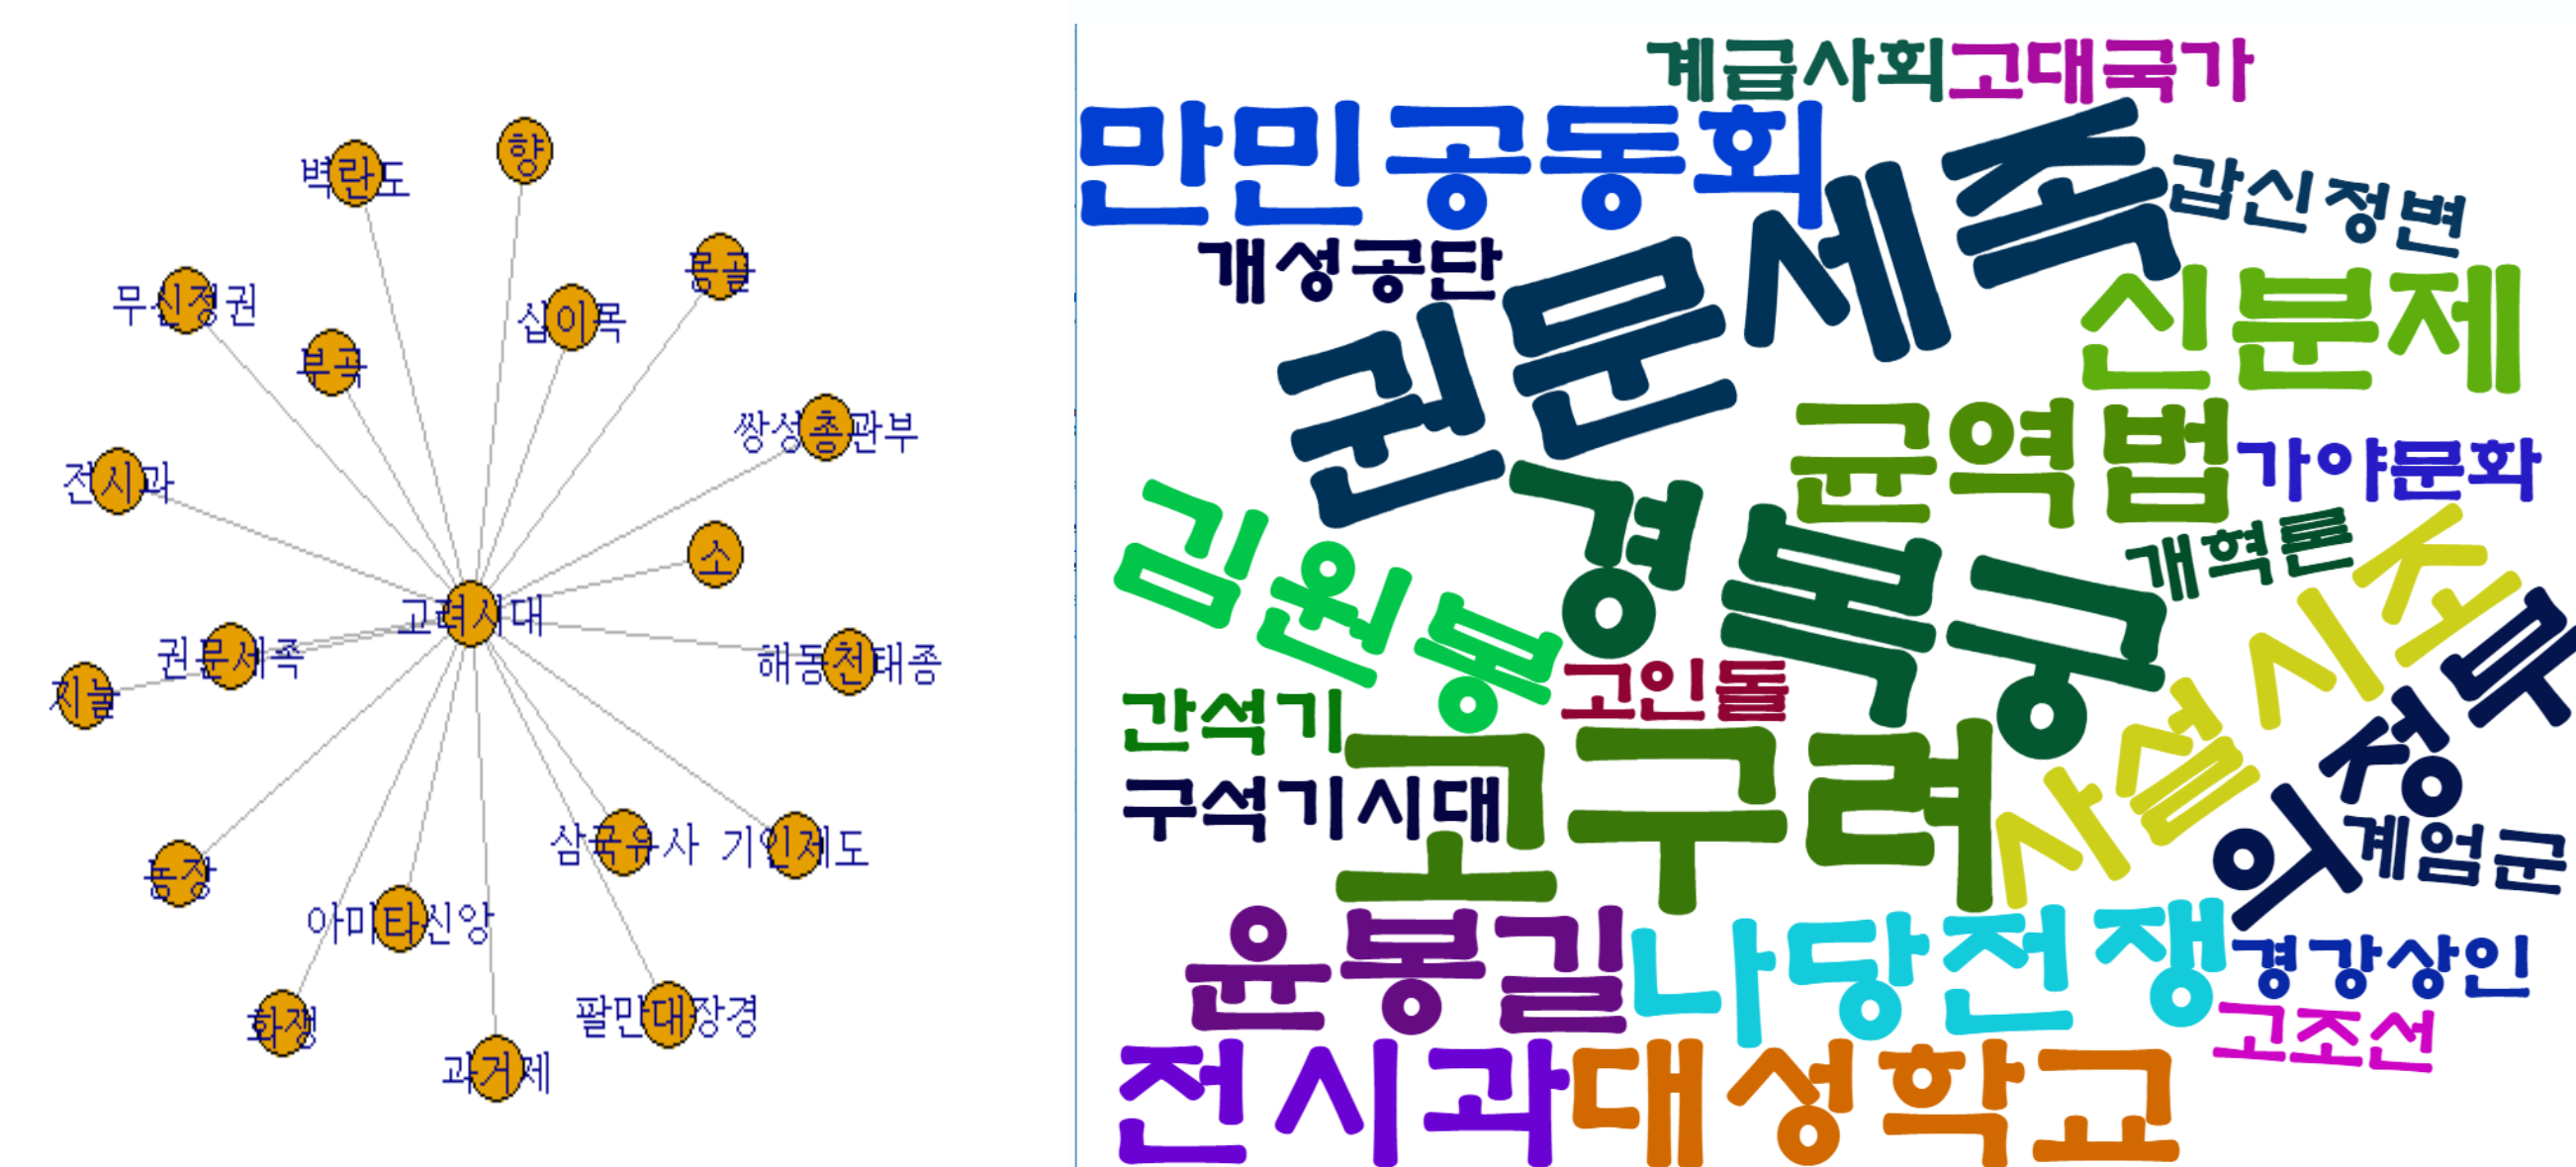 향
벽란도
몽골
무신정권
십이목
부곡
쌍성총관부
전시과
소
고려시대
권문세족
해동천태종
지눌
삼국유사
기인제도
농장
아미타신앙
팔만대장경
화쟁
과거제
계급사회
고대국가
만민공동회
갑신정변
개성공단
권문세족
신분제
균역법
가야문화
김원봉
경복궁
개혁론
사설시조
의정부
고인돌
간석기
고구려
구석기시대
계엄군
윤봉길
나당전쟁
경강상인
고조선
전시과
대성학교